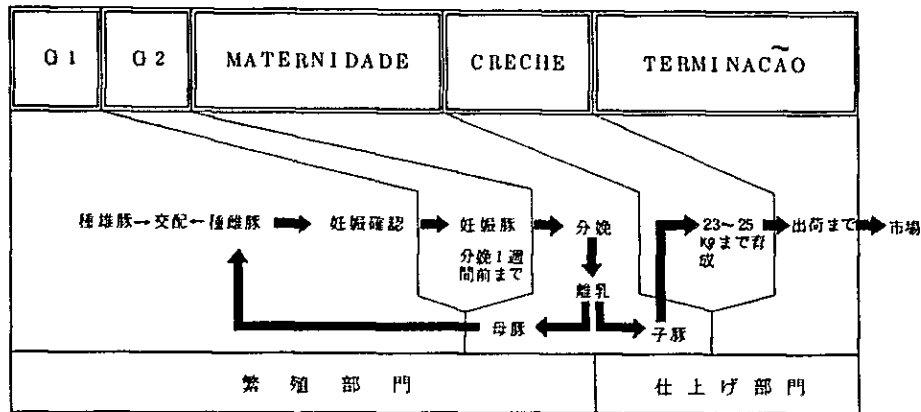 G1 G2 MATERNIDADE CRECHE TERMINACÃO
種雄豚→交配←種雌豚 → 妊娠確認 → 妊娠豚 → 分娩
分娩1週
間前まで
離乳
母豚 子豚
23~25
kgまで育
成
出荷まで → 市場
繁殖部門 仕上げ部門